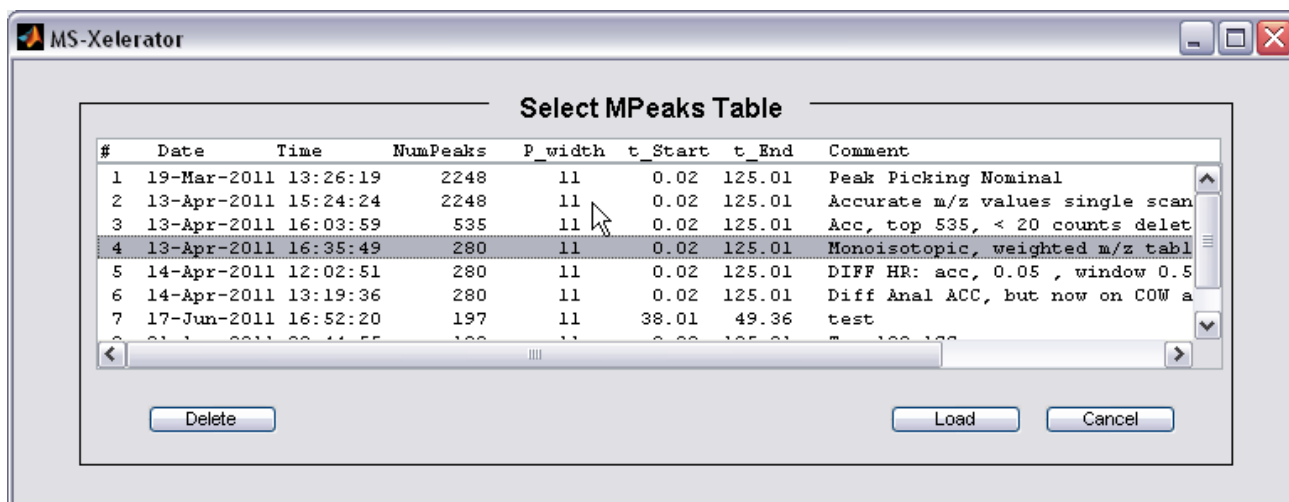 MS-Xelerator
Select MPeaks Table
# Date Time NumPeaks P_width t_Start t_End Comment
1 19-Mar-2011 13:26:19 2248 11 0.02 125.01 Peak Picking Nominal
2 13-Apr-2011 15:24:24 2248 11 0.02 125.01 Accurate m/z values single scan
3 13-Apr-2011 16:03:59 535 11 0.02 125.01 Acc, top 535, < 20 counts delet
4 13-Apr-2011 16:35:49 280 11 0.02 125.01 Monoisotopic, weighted m/z tabl
5 14-Apr-2011 12:02:51 280 11 0.02 125.01 DIFF HR: acc, 0.05 , window 0.5
6 14-Apr-2011 13:19:36 280 11 0.02 125.01 Diff Anal ACC, but now on COW a
7 17-Jun-2011 16:52:20 197 11 38.01 49.36 test
Delete Load Cancel